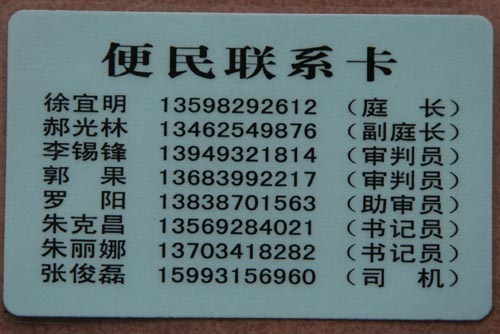 便民联系卡
徐宜明 13598292612 （庭 长）
郝光林 13462549876 （副庭长）
李锡锋 13949321814 （审判员）
郭 果 13683992217 （审判员）
罗 阳 13838701563 （助审员）
朱克昌 13569284021 （书记员）
朱丽娜 13703418282 （书记员）
张俊磊 15993156960 （司 机）